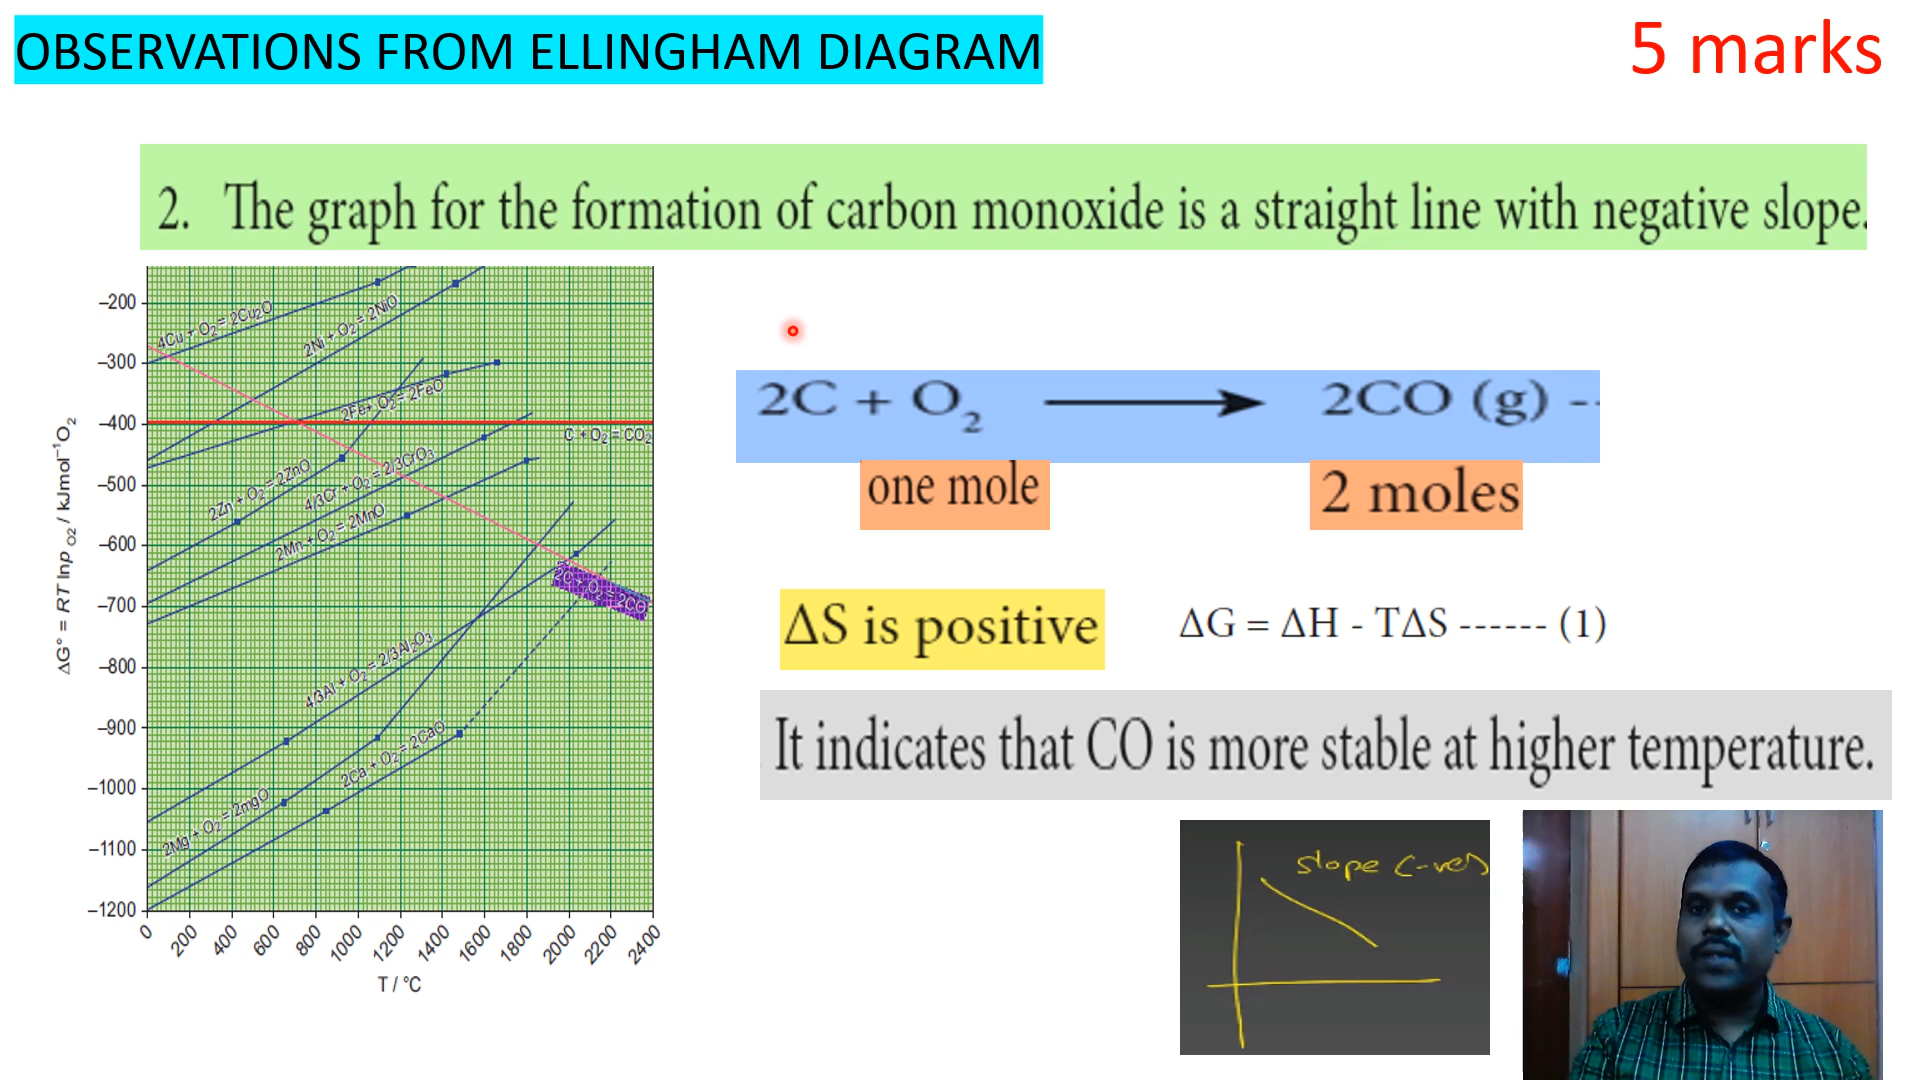 OBSERVATIONS FROM ELLINGHAM DIAGRAM
5 marks
2. The graph for the formation of carbon monoxide is a straight line with negative slope.
−200
−300
−400
−500
−600
−700
−800
−900
−1000
−1100
−1200
ΔG° = RT lnp O2 / kJmol⁻¹O₂
4Cu + O₂ = 2Cu₂O
2Ni + O₂ = 2NiO
2Fe+ O₂ = 2FeO
C + O₂ = CO₂
2Zn + O₂ = 2ZnO
4/3Cr + O₂ = 2/3CrO₃
2Mn + O₂ = 2MnO
2C + O₂ = 2CO
4/3Al + O₂ = 2/3Al₂O₃
2Ca + O₂ = 2CaO
2Mg + O₂ = 2mgO
0 200 400 600 800 1000 1200 1400 1600 1800 2000 2200 2400
T / °C
2C + O₂ ⟶ 2CO (g) --
one mole 2 moles
ΔS is positive
ΔG = ΔH - TΔS ------ (1)
It indicates that CO is more stable at higher temperature.
slope (-ve)